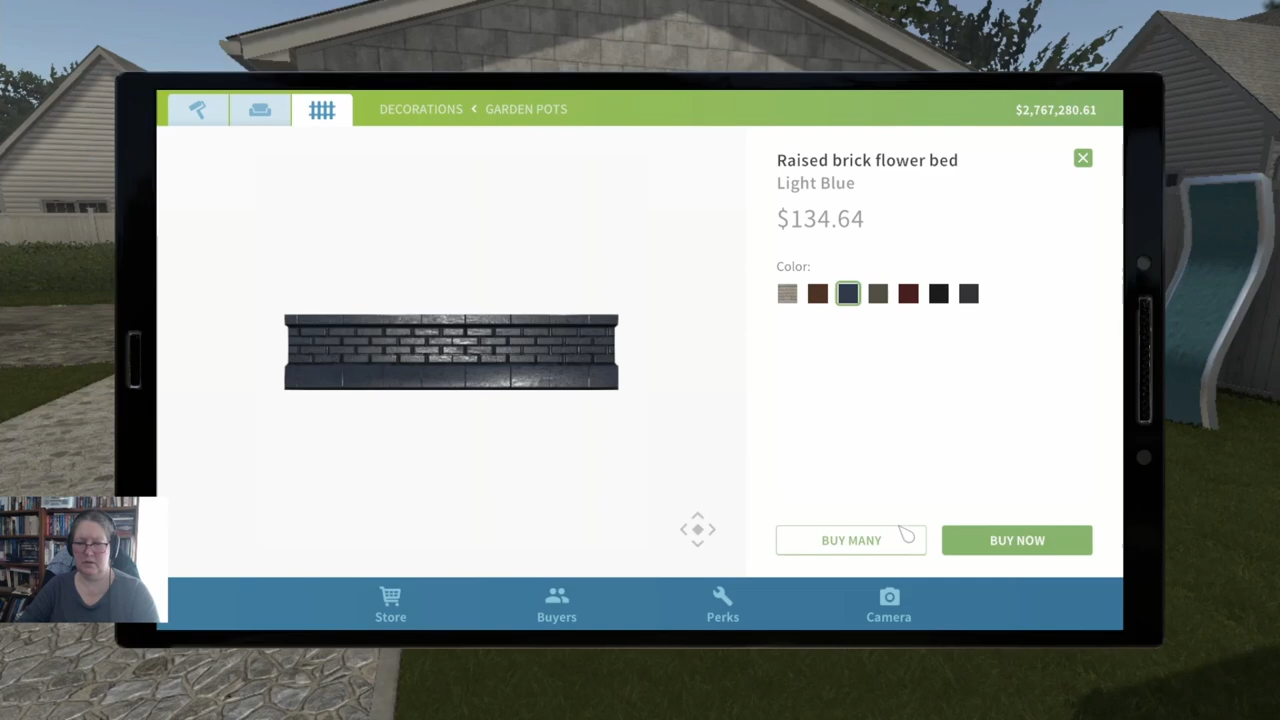 DECORATIONS < GARDEN POTS
$2,767,280.61
Raised brick flower bed
Light Blue
$134.64
Color:
BUY MANY
BUY NOW
Store
Buyers
Perks
Camera